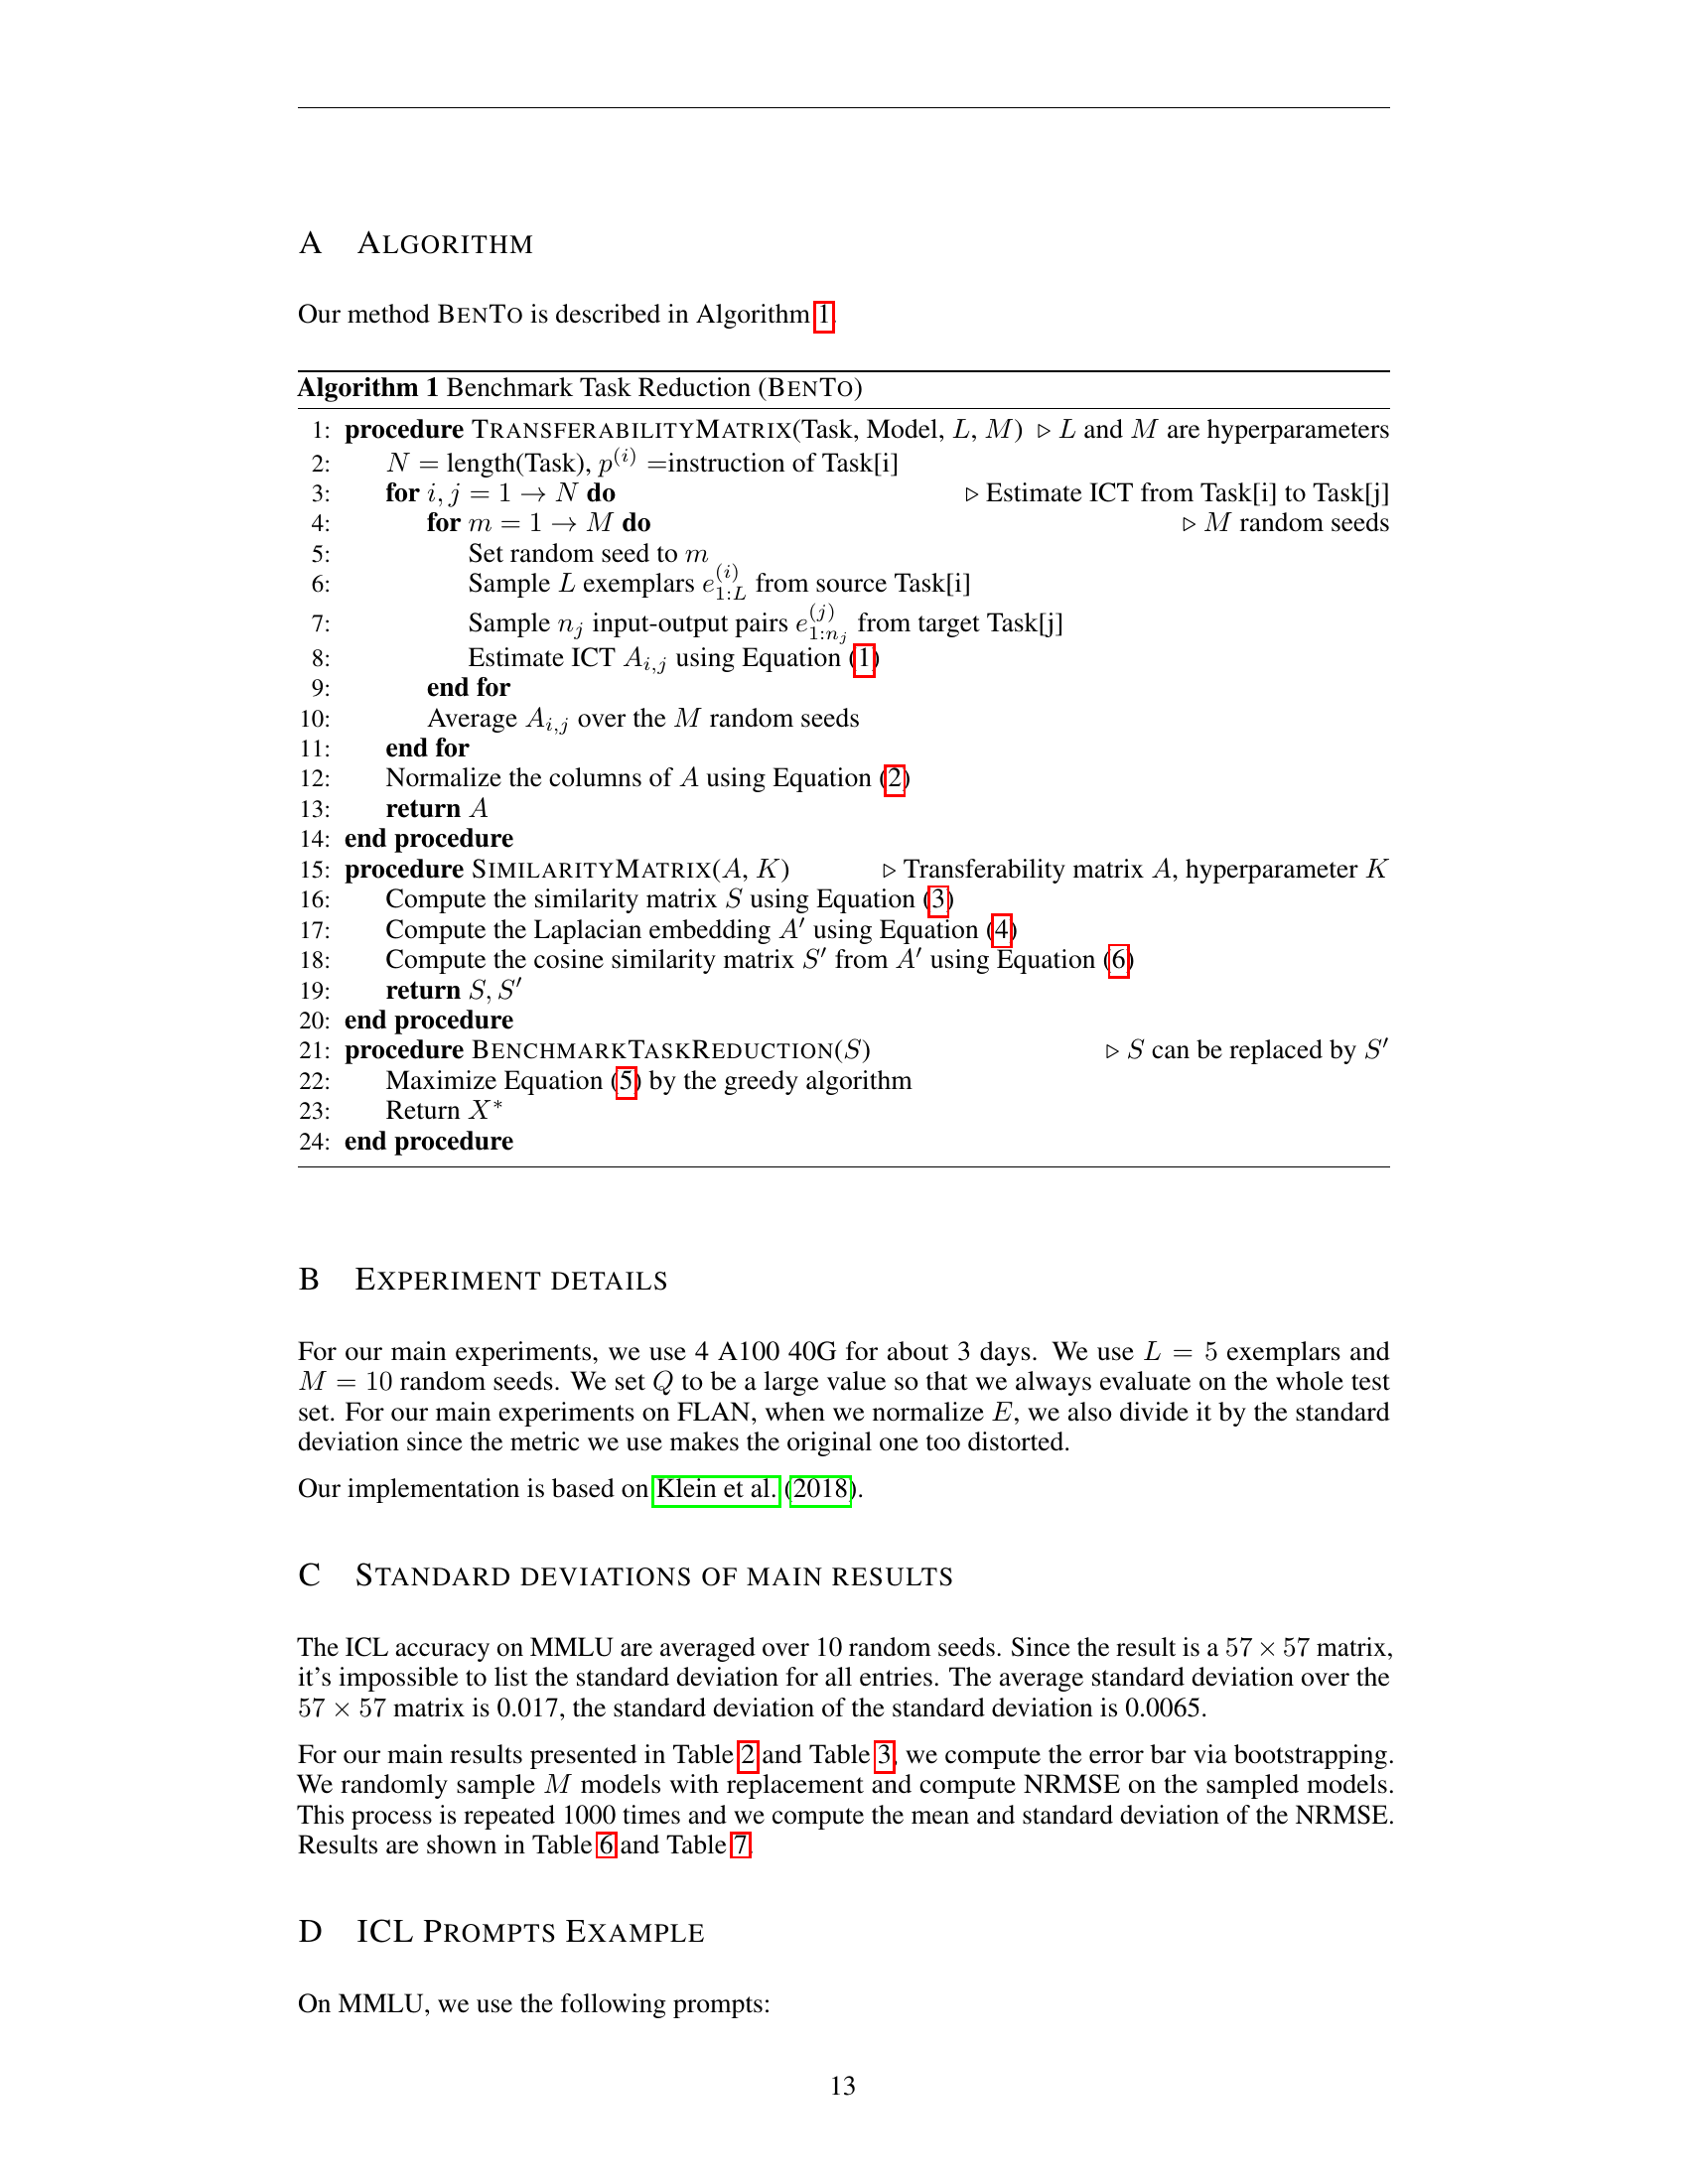 A ALGORITHM
Our method BENTO is described in Algorithm 1.
Algorithm 1 Benchmark Task Reduction (BENTO)
1: procedure TRANSFERABILITYMATRIX(Task, Model, L, M) ▷ L and M are hyperparameters
2: N = length(Task), p^{(i)} =instruction of Task[i]
3: for i, j = 1 → N do ▷ Estimate ICT from Task[i] to Task[j]
4: for m = 1 → M do ▷ M random seeds
5: Set random seed to m
6: Sample L exemplars e_{1:L}^{(i)} from source Task[i]
7: Sample n_j input-output pairs e_{1:n_j}^{(j)} from target Task[j]
8: Estimate ICT A_{i,j} using Equation (1)
9: end for
10: Average A_{i,j} over the M random seeds
11: end for
12: Normalize the columns of A using Equation (2)
13: return A
14: end procedure
15: procedure SIMILARITYMATRIX(A, K) ▷ Transferability matrix A, hyperparameter K
16: Compute the similarity matrix S using Equation (3)
17: Compute the Laplacian embedding A′ using Equation (4)
18: Compute the cosine similarity matrix S′ from A′ using Equation (6)
19: return S, S′
20: end procedure
21: procedure BENCHMARKTASKREDUCTION(S) ▷ S can be replaced by S′
22: Maximize Equation (5) by the greedy algorithm
23: Return X*
24: end procedure
B EXPERIMENT DETAILS
For our main experiments, we use 4 A100 40G for about 3 days. We use L = 5 exemplars and
M = 10 random seeds. We set Q to be a large value so that we always evaluate on the whole test
set. For our main experiments on FLAN, when we normalize E, we also divide it by the standard
deviation since the metric we use makes the original one too distorted.
Our implementation is based on Klein et al. (2018).
C STANDARD DEVIATIONS OF MAIN RESULTS
The ICL accuracy on MMLU are averaged over 10 random seeds. Since the result is a 57 × 57 matrix,
it's impossible to list the standard deviation for all entries. The average standard deviation over the
57 × 57 matrix is 0.017, the standard deviation of the standard deviation is 0.0065.
For our main results presented in Table 2 and Table 3, we compute the error bar via bootstrapping.
We randomly sample M models with replacement and compute NRMSE on the sampled models.
This process is repeated 1000 times and we compute the mean and standard deviation of the NRMSE.
Results are shown in Table 6 and Table 7.
D ICL PROMPTS EXAMPLE
On MMLU, we use the following prompts:
13